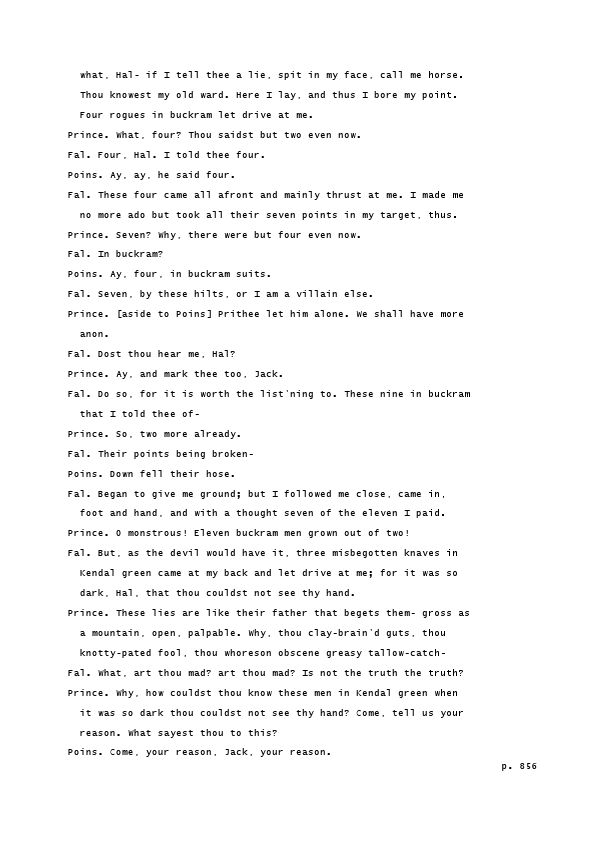 what, Hal- if I tell thee a lie, spit in my face, call me horse.
Thou knowest my old ward. Here I lay, and thus I bore my point.
Four rogues in buckram let drive at me.
Prince. What, four? Thou saidst but two even now.
Fal. Four, Hal. I told thee four.
Poins. Ay, ay, he said four.
Fal. These four came all afront and mainly thrust at me. I made me
no more ado but took all their seven points in my target, thus.
Prince. Seven? Why, there were but four even now.
Fal. In buckram?
Poins. Ay, four, in buckram suits.
Fal. Seven, by these hilts, or I am a villain else.
Prince. [aside to Poins] Prithee let him alone. We shall have more
anon.
Fal. Dost thou hear me, Hal?
Prince. Ay, and mark thee too, Jack.
Fal. Do so, for it is worth the list'ning to. These nine in buckram
that I told thee of-
Prince. So, two more already.
Fal. Their points being broken-
Poins. Down fell their hose.
Fal. Began to give me ground; but I followed me close, came in,
foot and hand, and with a thought seven of the eleven I paid.
Prince. O monstrous! Eleven buckram men grown out of two!
Fal. But, as the devil would have it, three misbegotten knaves in
Kendal green came at my back and let drive at me; for it was so
dark, Hal, that thou couldst not see thy hand.
Prince. These lies are like their father that begets them- gross as
a mountain, open, palpable. Why, thou clay-brain'd guts, thou
knotty-pated fool, thou whoreson obscene greasy tallow-catch-
Fal. What, art thou mad? art thou mad? Is not the truth the truth?
Prince. Why, how couldst thou know these men in Kendal green when
it was so dark thou couldst not see thy hand? Come, tell us your
reason. What sayest thou to this?
Poins. Come, your reason, Jack, your reason.
p. 856